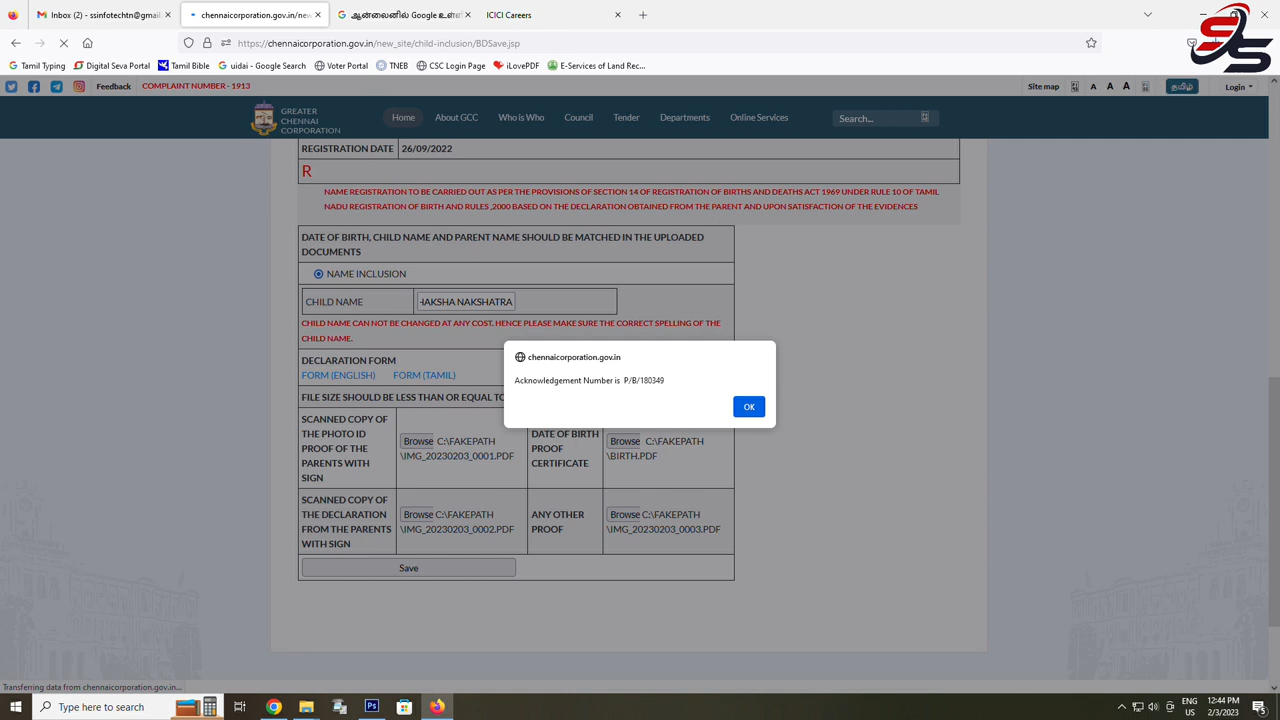 Inbox (2) - ssinfotechtn@gmail
chennaicorporation.gov.in/new
ஆன்லைனில் Google உள்ள
ICICI Careers
https://chennaicorporation.gov.in/new_site/child-inclusion/BDSave.jsp
Tamil Typing
Digital Seva Portal
Tamil Bible
uidai - Google Search
Voter Portal
TNEB
CSC Login Page
iLovePDF
E-Services of Land Rec...
SS
Feedback
COMPLAINT NUMBER - 1913
Site map
A A A
தமிழ்
Login
GREATER
CHENNAI
CORPORATION
Home
About GCC
Who is Who
Council
Tender
Departments
Online Services
Search...
REGISTRATION DATE 26/09/2022
R
NAME REGISTRATION TO BE CARRIED OUT AS PER THE PROVISIONS OF SECTION 14 OF REGISTRATION OF BIRTHS AND DEATHS ACT 1969 UNDER RULE 10 OF TAMIL
NADU REGISTRATION OF BIRTH AND RULES ,2000 BASED ON THE DECLARATION OBTAINED FROM THE PARENT AND UPON SATISFACTION OF THE EVIDENCES
DATE OF BIRTH, CHILD NAME AND PARENT NAME SHOULD BE MATCHED IN THE UPLOADED
DOCUMENTS
NAME INCLUSION
CHILD NAME
HAKSHA NAKSHATRA
CHILD NAME CAN NOT BE CHANGED AT ANY COST. HENCE PLEASE MAKE SURE THE CORRECT SPELLING OF THE
CHILD NAME.
chennaicorporation.gov.in
Acknowledgement Number is P/B/180349
OK
DECLARATION FORM
FORM (ENGLISH) FORM (TAMIL)
FILE SIZE SHOULD BE LESS THAN OR EQUAL TO
SCANNED COPY OF
THE PHOTO ID
PROOF OF THE
PARENTS WITH
SIGN
Browse C:\FAKEPATH
\IMG_20230203_0001.PDF
DATE OF BIRTH
PROOF
CERTIFICATE
Browse C:\FAKEPATH
\BIRTH.PDF
SCANNED COPY OF
THE DECLARATION
FROM THE PARENTS
WITH SIGN
Browse C:\FAKEPATH
\IMG_20230203_0002.PDF
ANY OTHER
PROOF
Browse C:\FAKEPATH
\IMG_20230203_0003.PDF
Save
Transferring data from chennaicorporation.gov.in...
Type here to search
ENG
US
12:44 PM
2/3/2023
5